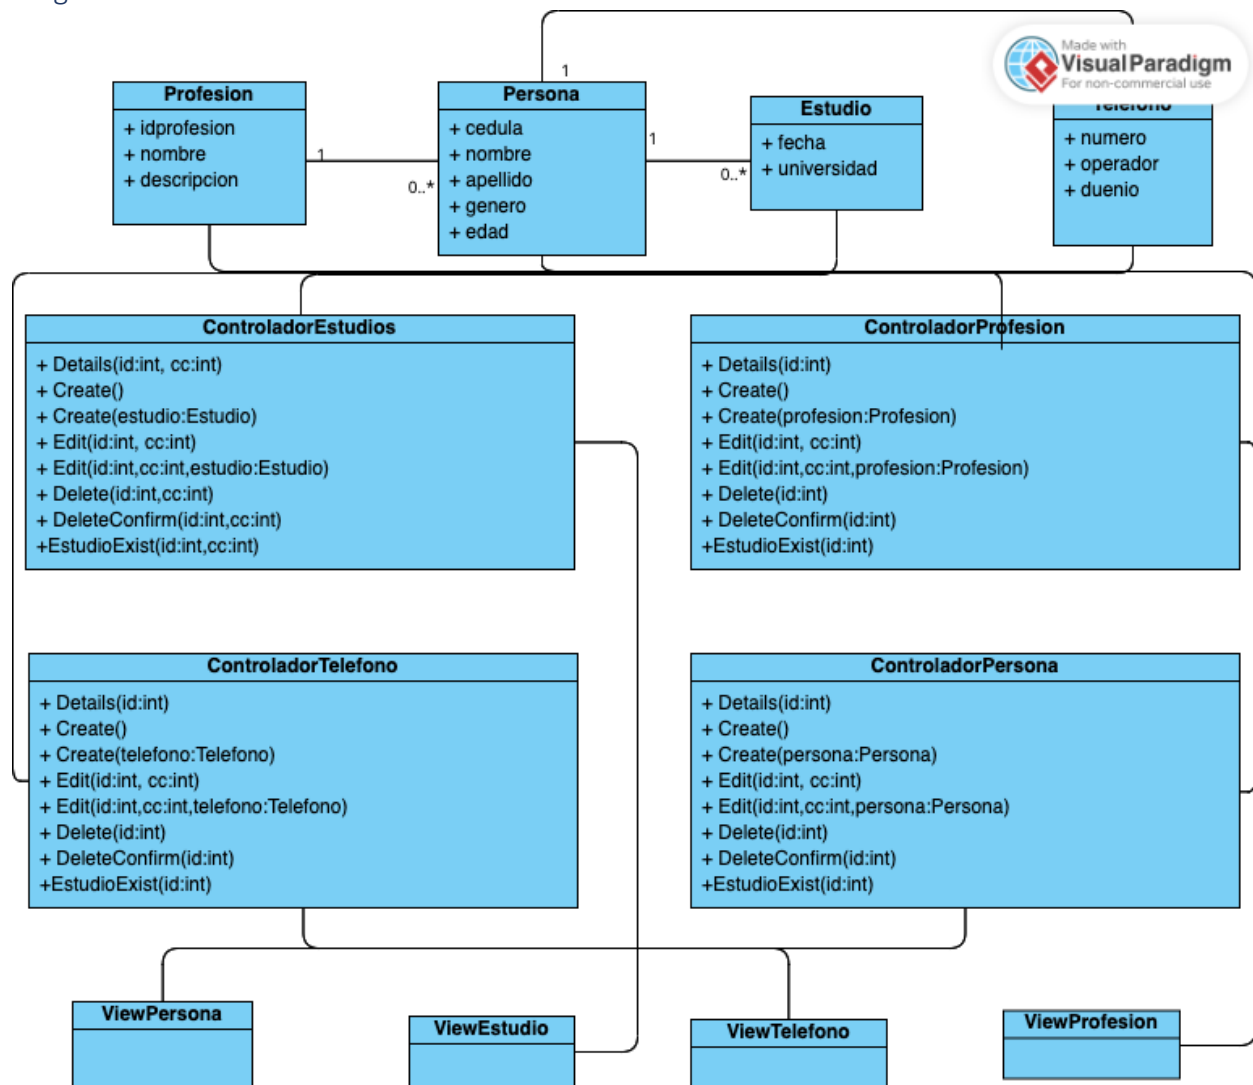 Made with
Visual Paradigm
For non-commercial use
1
Profesion
+ idprofesion
+ nombre
+ descripcion
1
0..*
Persona
+ cedula
+ nombre
+ apellido
+ genero
+ edad
1
0..*
Estudio
+ fecha
+ universidad
Telefono
+ numero
+ operador
+ duenio
ControladorEstudios
+ Details(id:int, cc:int)
+ Create()
+ Create(estudio:Estudio)
+ Edit(id:int, cc:int)
+ Edit(id:int,cc:int,estudio:Estudio)
+ Delete(id:int,cc:int)
+ DeleteConfirm(id:int,cc:int)
+EstudioExist(id:int,cc:int)
ControladorProfesion
+ Details(id:int)
+ Create()
+ Create(profesion:Profesion)
+ Edit(id:int, cc:int)
+ Edit(id:int,cc:int,profesion:Profesion)
+ Delete(id:int)
+ DeleteConfirm(id:int)
+EstudioExist(id:int)
ControladorTelefono
+ Details(id:int)
+ Create()
+ Create(telefono:Telefono)
+ Edit(id:int, cc:int)
+ Edit(id:int,cc:int,telefono:Telefono)
+ Delete(id:int)
+ DeleteConfirm(id:int)
+EstudioExist(id:int)
ControladorPersona
+ Details(id:int)
+ Create()
+ Create(persona:Persona)
+ Edit(id:int, cc:int)
+ Edit(id:int,cc:int,persona:Persona)
+ Delete(id:int)
+ DeleteConfirm(id:int)
+EstudioExist(id:int)
ViewPersona
ViewEstudio
ViewTelefono
ViewProfesion